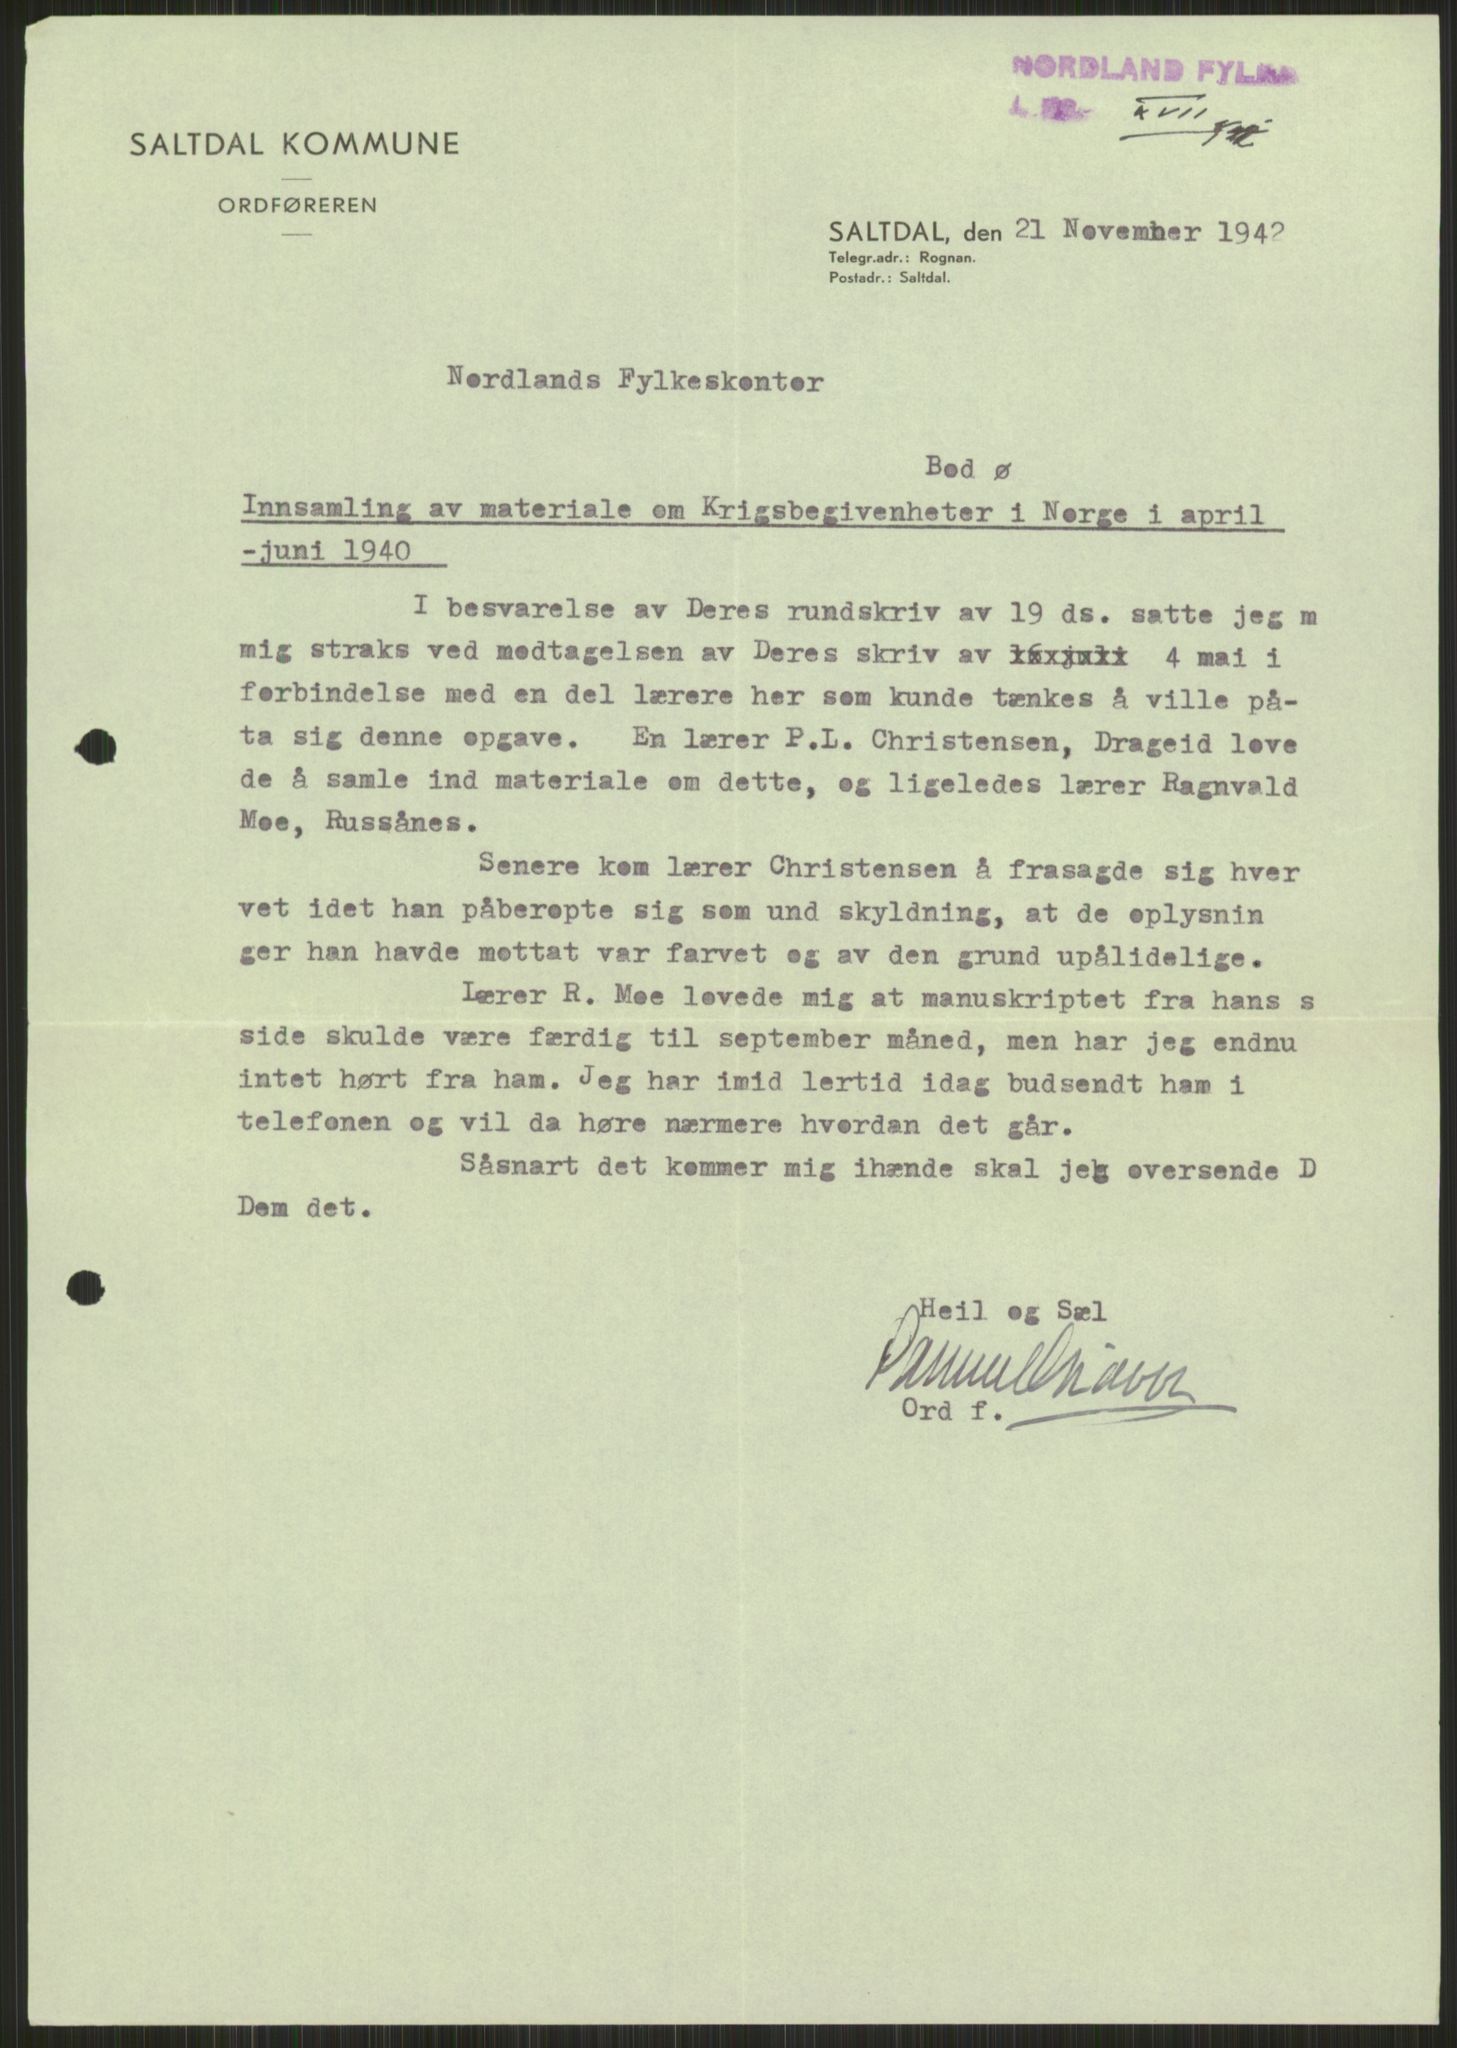 NORDLAND FYLKE
XVII
SALTDAL KOMMUNE
ORDFØREREN
SALTDAL, den 21 November 1942
Telegr.adr.: Rognan.
Postadr.: Saltdal.
Nordlands Fylkeskontor
Bod ø
Innsamling av materiale om Krigsbegivenheter i Norge i april
-juni 1940
I besvarelse av Deres rundskriv av 19 ds. satte jeg m
mig straks ved modtagelsen av Deres skriv av 4 mai i
forbindelse med en del lærere her som kunde tænkes å ville på-
ta sig denne opgave. En lærer P.L. Christensen, Drageid love
de å samle ind materiale om dette, og ligeledes lærer Ragnvald
Moe, Russånes.
Senere kom lærer Christensen å frasagde sig hver
vet idet han påberopte sig som und skyldning, at de oplysnin
ger han havde mottat var farvet og av den grund upålidelige.
Lærer R. Moe lovede mig at manuskriptet fra hans s
side skulde være færdig til september måned, men har jeg endnu
intet hørt fra ham. Jeg har imid lertid idag budsendt ham i
telefonen og vil da høre nærmere hvordan det går.
Såsnart det kommer mig ihænde skal jeg oversende D
Dem det.
Heil og Sæl
Ord f.